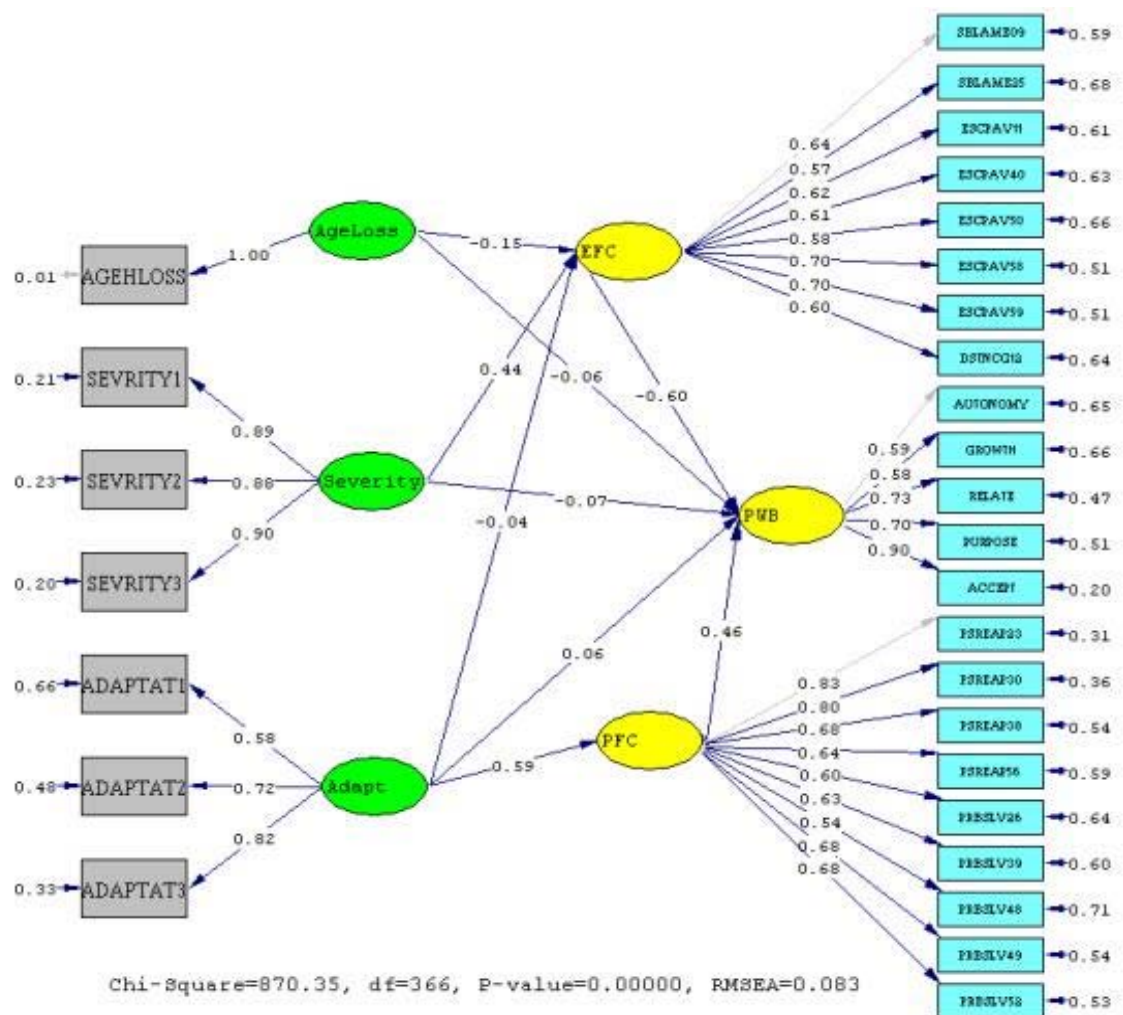 SBLAME09
0.59
SBLAME25
0.68
ESCPAV11
0.61
ESCPAV40
0.63
ESCPAV50
0.66
ESCPAV58
0.51
ESCPAV59
0.51
DSTNCG12
0.64
AUTONOMY
0.65
GROWTH
0.66
RELATE
0.47
PURPOSE
0.51
ACCEPT
0.20
PSREAP23
0.31
PSREAP30
0.36
PSREAP38
0.54
PSREAP56
0.59
PRBSLV26
0.64
PRBSLV39
0.60
PRBSLV48
0.71
PRBSLV49
0.54
PRBSLV52
0.53
0.64
0.57
0.62
0.61
0.58
0.70
0.70
0.60
0.59
0.58
0.73
0.70
0.90
0.83
0.80
0.68
0.64
0.60
0.63
0.54
0.68
0.68
EFC
PWB
PFC
AgeLoss
Severity
Adapt
-0.15
0.44
-0.06
-0.60
-0.07
-0.04
0.06
0.46
0.59
1.00
0.89
0.88
0.90
0.58
0.72
0.82
0.01
AGEHLOSS
0.21
SEVRITY1
0.23
SEVRITY2
0.20
SEVRITY3
0.66
ADAPTAT1
0.48
ADAPTAT2
0.33
ADAPTAT3
Chi-Square=870.35, df=366, P-value=0.00000, RMSEA=0.083